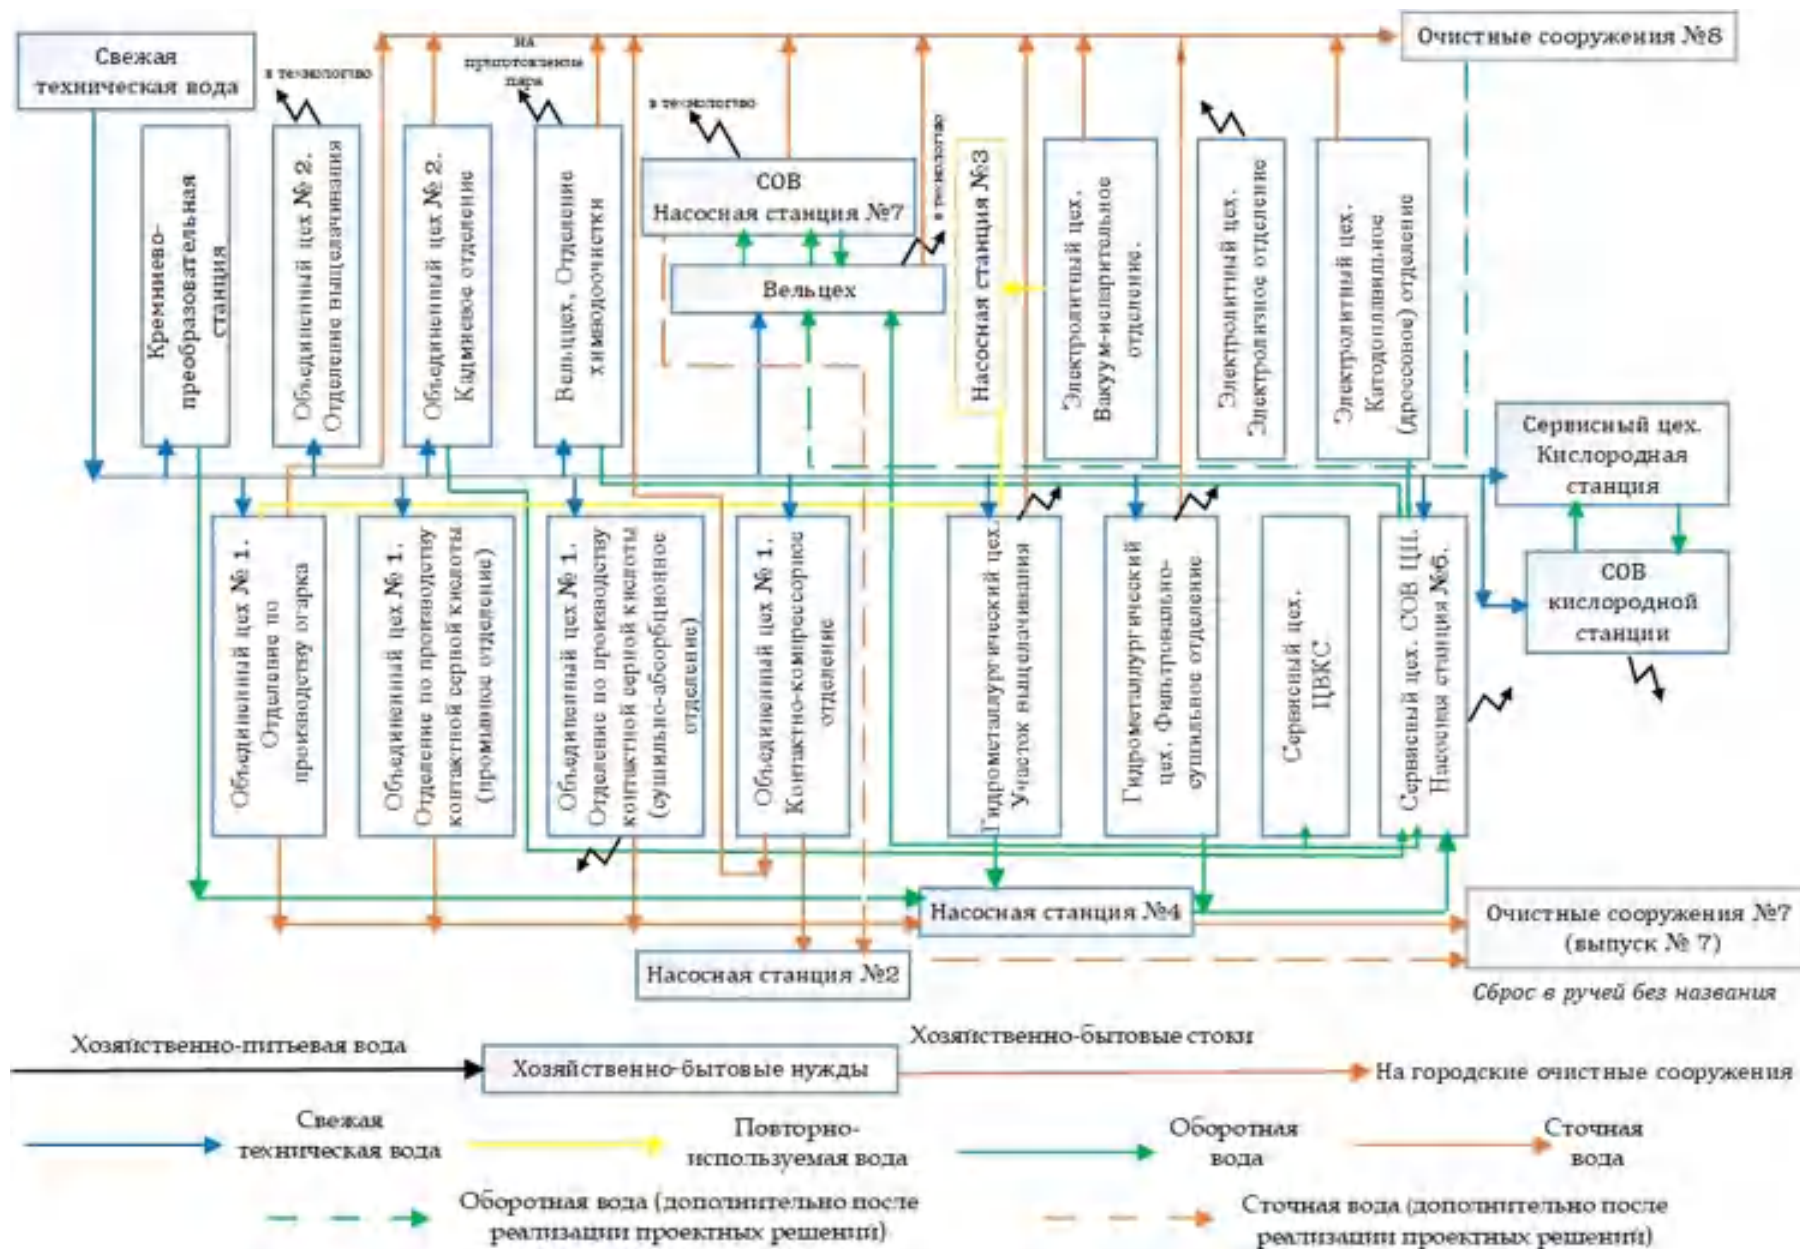 Свежая
техническая вода
Очистные сооружения №8
в технологию
на
приготовление
пара
в технологию
в технологию
Кремниево-
преобразовательная
станция
Объединенный цех № 2.
Отделение выщелачивания
Объединенный цех № 2.
Кадмиевое отделение
Вельццех, Отделение
химводоочистки
СОВ
Насосная станция №7
Вельцех
Насосная станция №3
Электролитный цех.
Вакуум-испарительное
отделение.
Электролитный цех.
Электролизное отделение
Электролитный цех.
Катодоплавильное
(дроссовое) отделение
Сервисный цех.
Кислородная
станция
СОВ
кислородной
станции
Объединенный цех № 1.
Отделение по
производству огарка
Объединенный цех № 1.
Отделение по производству
контактной серной кислоты
(промывное отделение)
Объединенный цех № 1.
Отделение по производству
контактной серной кислоты
(сушильно-абсорбционное
отделение)
Объединенный цех № 1.
Контактно-компрессорное
отделение
Гидрометаллургический цех.
Участок выщелачивания
Гидрометаллургический
цех. Фильтровально-
сушильное отделение
Сервисный цех.
ЦВКС
Сервисный цех. СОВ ЦП.
Насосная станция №6.
Насосная станция №4
Насосная станция №2
Очистные сооружения №7
(выпуск № 7)
Сброс в ручей без названия
Хозяйственно-питьевая вода
Хозяйственно-бытовые нужды
Хозяйственно-бытовые стоки
На городские очистные сооружения
Свежая
техническая вода
Повторно-
используемая вода
Оборотная
вода
Сточная
вода
Оборотная вода (дополнительно после
реализации проектных решений)
Сточная вода (дополнительно после
реализации проектных решений)